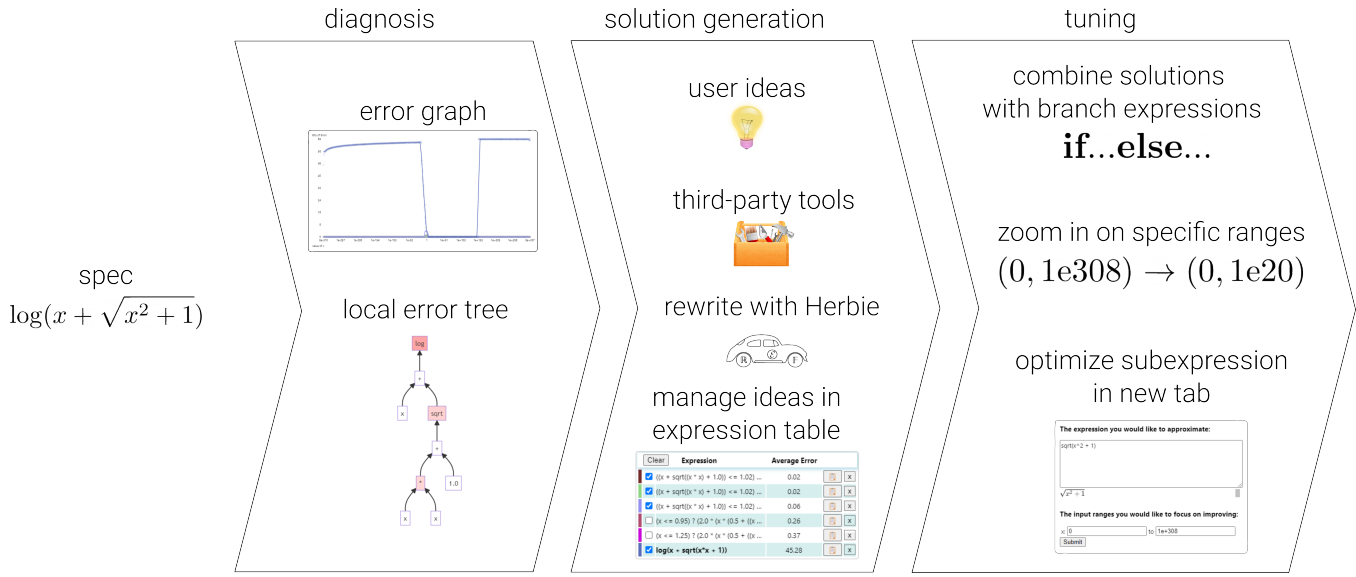 diagnosis
solution generation
tuning
spec
log(x + √(x² + 1))
error graph
local error tree
log
+
x
sqrt
+
*
1.0
x
x
user ideas
third-party tools
rewrite with Herbie
R
F
manage ideas in
expression table
Clear Expression Average Error
((x + sqrt((x * x) + 1.0)) <= 1.02) ... 0.02 x
((x + sqrt((x * x) + 1.0)) <= 1.02) ... 0.02 x
((x + sqrt((x * x) + 1.0)) <= 1.02) ... 0.06 x
(x <= 0.95) ? (2.0 * (x * (0.5 + ((x ... 0.26 x
(x <= 1.25) ? (2.0 * (x * (0.5 + ((x ... 0.37 x
log(x + sqrt(x*x + 1)) 45.28 x
combine solutions
with branch expressions
if...else...
zoom in on specific ranges
(0, 1e308) → (0, 1e20)
optimize subexpression
in new tab
The expression you would like to approximate:
sqrt(x^2 + 1)
√(x² + 1)
The input ranges you would like to focus on improving:
x: 0 to 1e+308
Submit